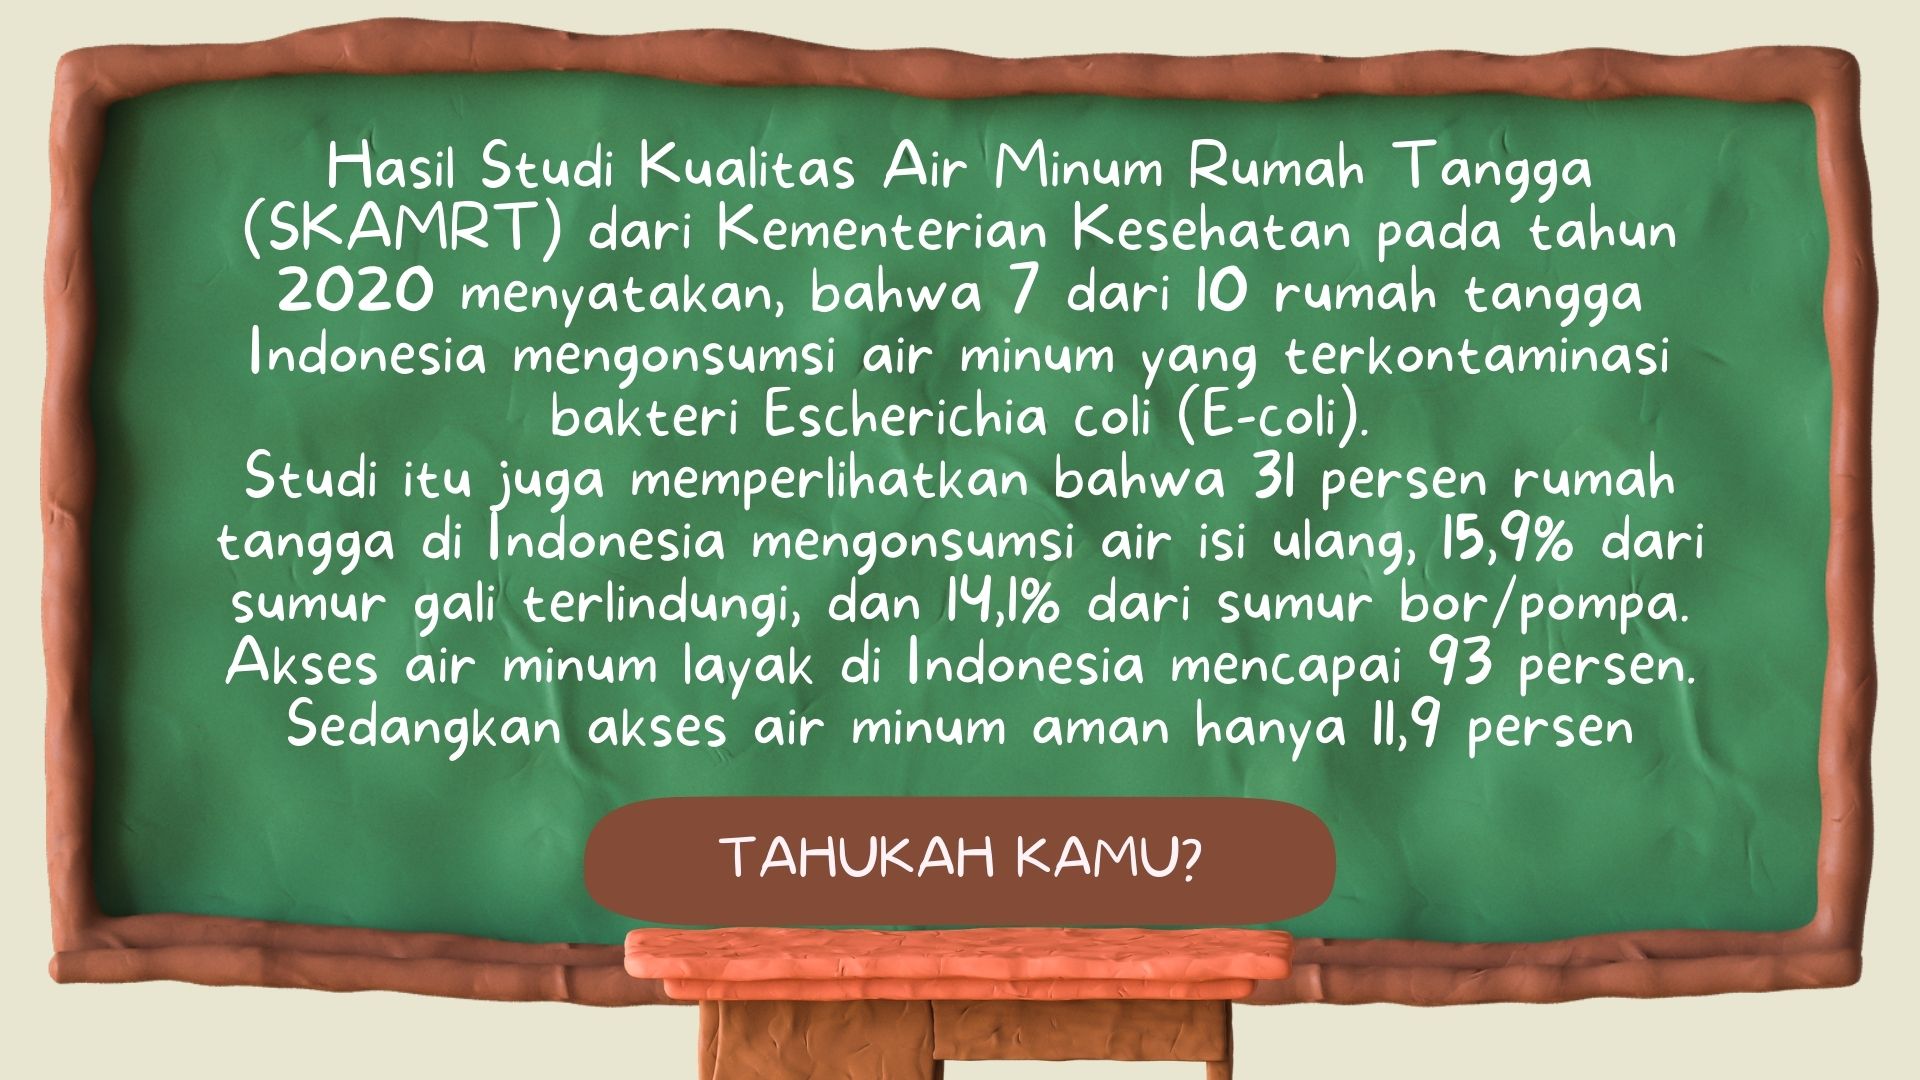 Hasil Studi Kualitas Air Minum Rumah Tangga
(SKAMRT) dari Kementerian Kesehatan pada tahun
2020 menyatakan, bahwa 7 dari 10 rumah tangga
Indonesia mengonsumsi air minum yang terkontaminasi
bakteri Escherichia coli (E-coli).
Studi itu juga memperlihatkan bahwa 31 persen rumah
tangga di Indonesia mengonsumsi air isi ulang, 15,9% dari
sumur gali terlindungi, dan 14,1% dari sumur bor/pompa.
Akses air minum layak di Indonesia mencapai 93 persen.
Sedangkan akses air minum aman hanya 11,9 persen
TAHUKAH KAMU?